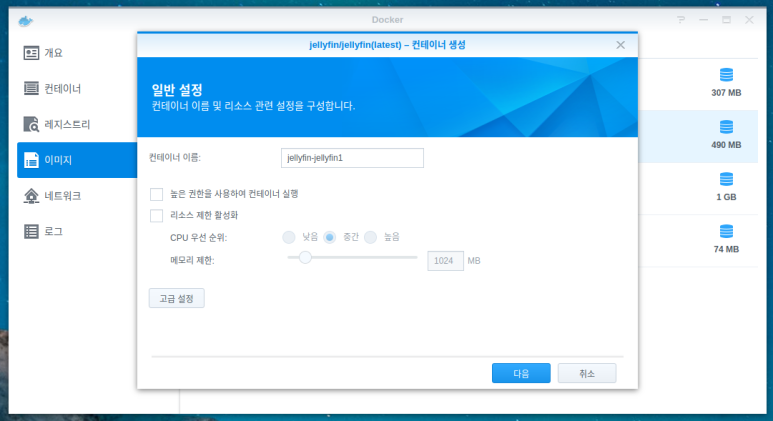 Docker
jellyfin/jellyfin(latest) – 컨테이너 생성
개요
컨테이너
레지스트리
이미지
네트워크
로그
일반 설정
컨테이너 이름 및 리소스 관련 설정을 구성합니다.
컨테이너 이름: jellyfin-jellyfin1
높은 권한을 사용하여 컨테이너 실행
리소스 제한 활성화
CPU 우선 순위: 낮음 중간 높음
메모리 제한: 1024 MB
고급 설정
다음 취소
307 MB
490 MB
1 GB
74 MB